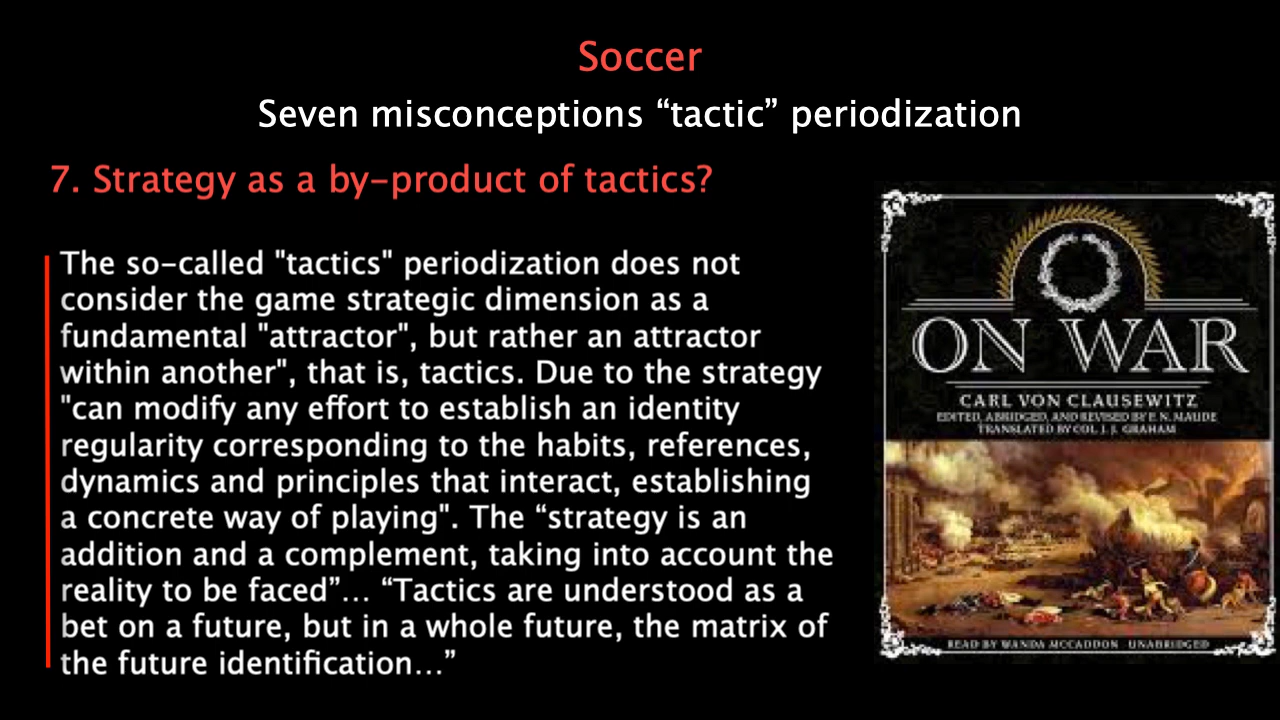 Soccer
Seven misconceptions “tactic” periodization
7. Strategy as a by-product of tactics?
The so-called "tactics" periodization does not
consider the game strategic dimension as a
fundamental "attractor", but rather an attractor
within another", that is, tactics. Due to the strategy
"can modify any effort to establish an identity
regularity corresponding to the habits, references,
dynamics and principles that interact, establishing
a concrete way of playing". The “strategy is an
addition and a complement, taking into account the
reality to be faced”… “Tactics are understood as a
bet on a future, but in a whole future, the matrix of
the future identification…”
ON WAR
CARL VON CLAUSEWITZ
EDITED, ABRIDGED, AND REVISED BY F. N. MAUDE
TRANSLATED BY COL. J. J. GRAHAM
READ BY WANDA MCCADDON UNABRIDGED